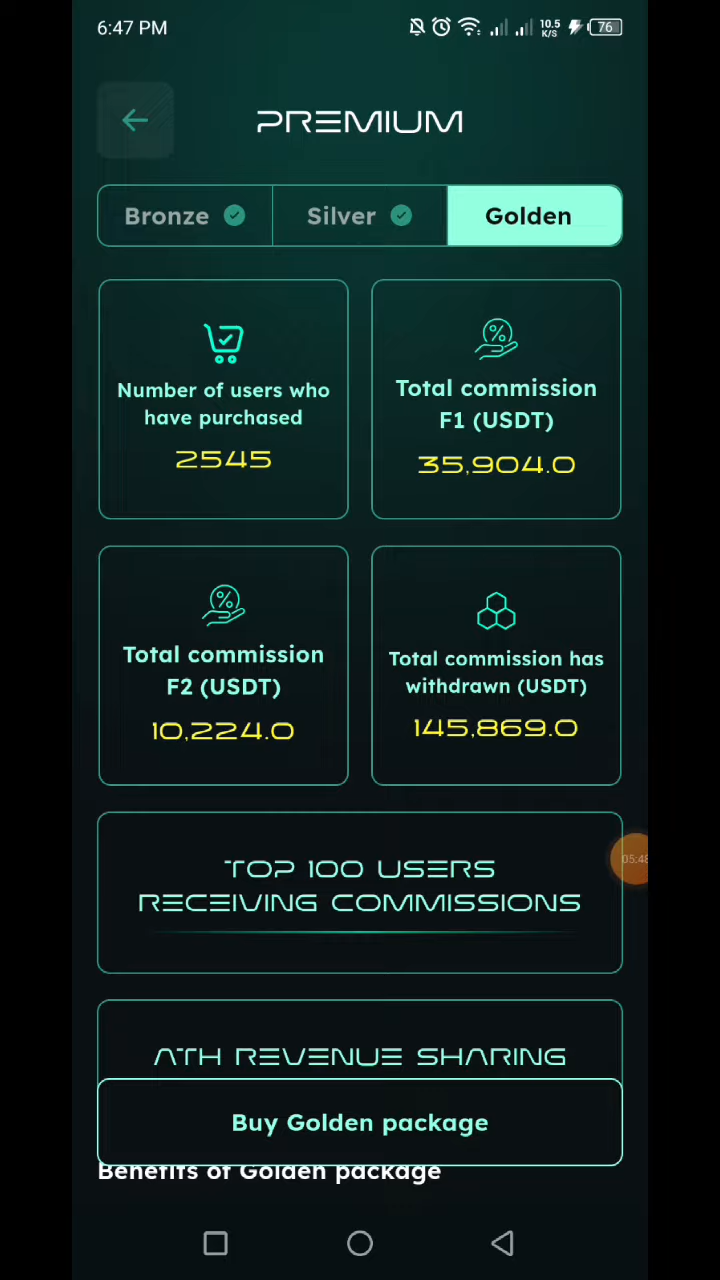 6:47 PM
10.5
K/S
76
PREMIUM
Bronze
Silver
Golden
Number of users who
have purchased
2545
Total commission
F1 (USDT)
35,904.0
Total commission
F2 (USDT)
10,224.0
Total commission has
withdrawn (USDT)
145,869.0
05:48
TOP 100 USERS
RECEIVING COMMISSIONS
ATH REVENUE SHARING
Buy Golden package
Benefits of Golden package